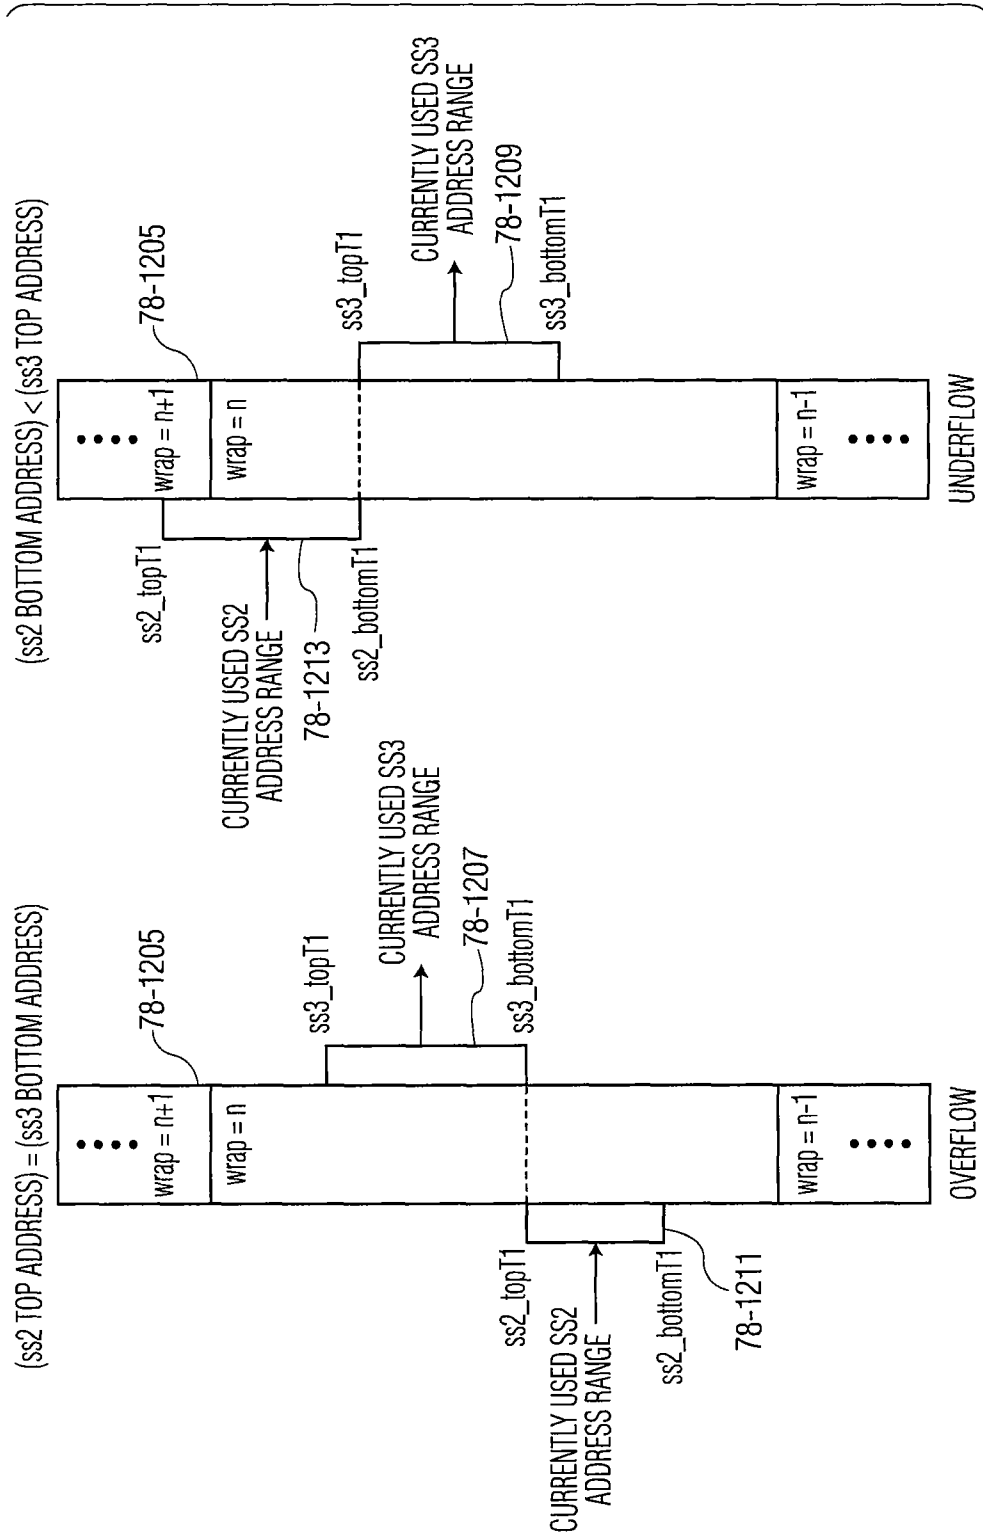 (ss2 TOP ADDRESS) = (ss3 BOTTOM ADDRESS)
78-1205
wrap = n+1
wrap = n
ss3_topT1
CURRENTLY USED SS3
ADDRESS RANGE
78-1207
ss3_bottomT1
ss2_topT1
CURRENTLY USED SS2
ADDRESS RANGE
ss2_bottomT1
78-1211
wrap = n-1
OVERFLOW
(ss2 BOTTOM ADDRESS) < (ss3 TOP ADDRESS)
78-1205
wrap = n+1
wrap = n
ss2_topT1
CURRENTLY USED SS2
ADDRESS RANGE
78-1213
ss2_bottomT1
ss3_topT1
CURRENTLY USED SS3
ADDRESS RANGE
78-1209
ss3_bottomT1
wrap = n-1
UNDERFLOW